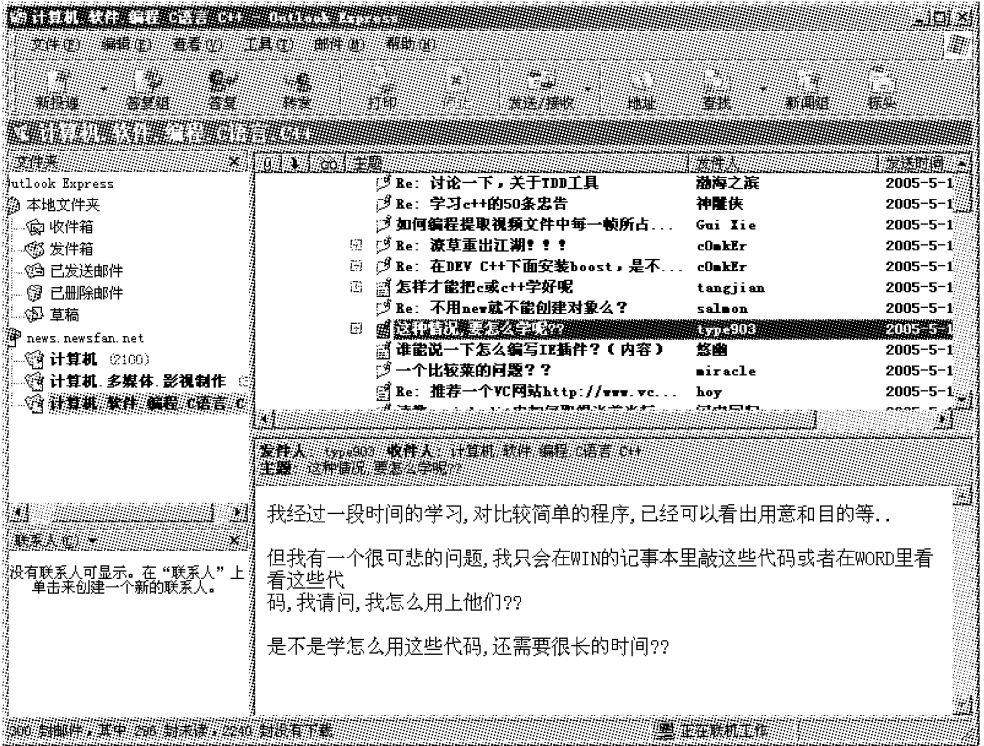 计算机.软件.编程.C语言.C++ - Outlook Express
文件(F) 编辑(E) 查看(V) 工具(T) 邮件(M) 帮助(H)
新投递 答复组 答复 转发 打印 停止 发送/接收 地址 查找 新闻组 标头
计算机.软件.编程.C语言.C++
文件夹
主题 发件人 发送时间
utlook Express
本地文件夹
收件箱
发件箱
已发送邮件
已删除邮件
草稿
news.newsfan.net
计算机 (2100)
计算机.多媒体.影视制作
计算机.软件.编程.C语言.C
Re: 讨论一下，关于TDD工具 渤海之滨 2005-5-1
Re: 学习c++的50条忠告 神雕侠 2005-5-1
如何编程提取视频文件中每一帧所占... Gui Xie 2005-5-1
Re: 潦草重出江湖！！！ c0mkEr 2005-5-1
Re: 在DEV C++下面安装boost，是不... c0mkEr 2005-5-1
怎样才能把c或c++学好呢 tangjian 2005-5-1
Re: 不用new就不能创建对象么？ salmon 2005-5-1
这种情况,要怎么学呢?? type903 2005-5-1
谁能说一下怎么编写IE插件？(内容) 悠幽 2005-5-1
一个比较菜的问题？？ miracle 2005-5-1
Re: 推荐一个VC网站http://www.vc... hoy 2005-5-1
发件人: type903 收件人: 计算机.软件.编程.C语言.C++
主题: 这种情况,要怎么学呢??
我经过一段时间的学习,对比较简单的程序,已经可以看出用意和目的等..
但我有一个很可悲的问题,我只会在WIN的记事本里敲这些代码或者在WORD里看
看这些代
码,我请问,我怎么用上他们??
是不是学怎么用这些代码,还需要很长的时间??
联系人(C)
没有联系人可显示。在“联系人”上
单击来创建一个新的联系人。
300 封邮件，其中 296 封未读，2240 封没有下载 正在联机工作